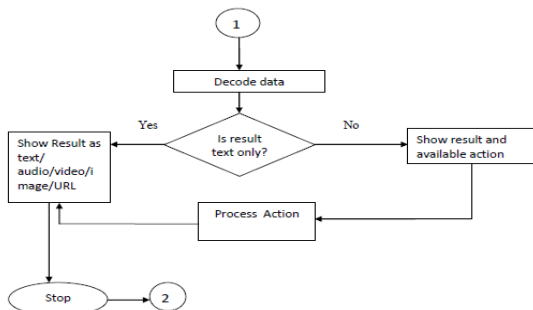 1
Decode data
Yes
Is result
text only?
No
Show Result as
text/
audio/video/i
mage/URL
Show result and
available action
Process Action
Stop
2